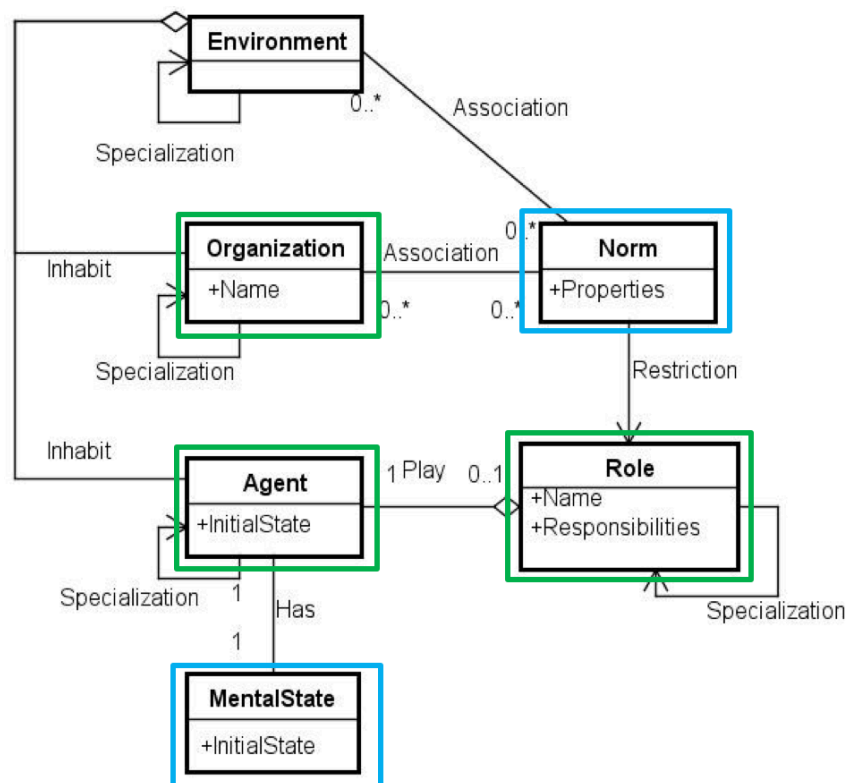 Environment
0..*
Association
Specialization
Organization
+Name
Association
0..*
Norm
+Properties
Inhabit
0..*
0..*
Specialization
Restriction
Inhabit
Agent
+InitialState
1
Play
0..1
Role
+Name
+Responsibilities
Specialization
1
Has
Specialization
1
MentalState
+InitialState